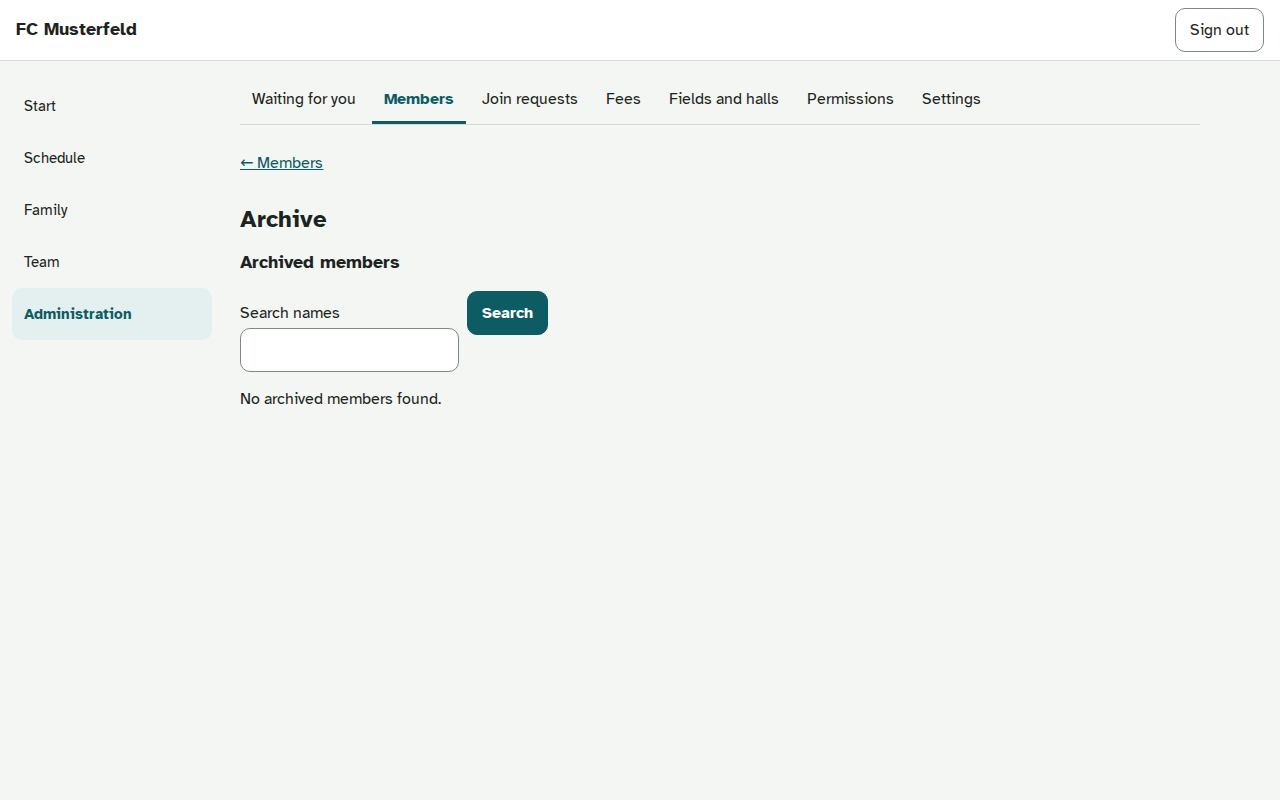 FC Musterfeld
Sign out
Start
Schedule
Family
Team
Administration
Waiting for you
Members
Join requests
Fees
Fields and halls
Permissions
Settings
← Members
Archive
Archived members
Search names
Search
No archived members found.